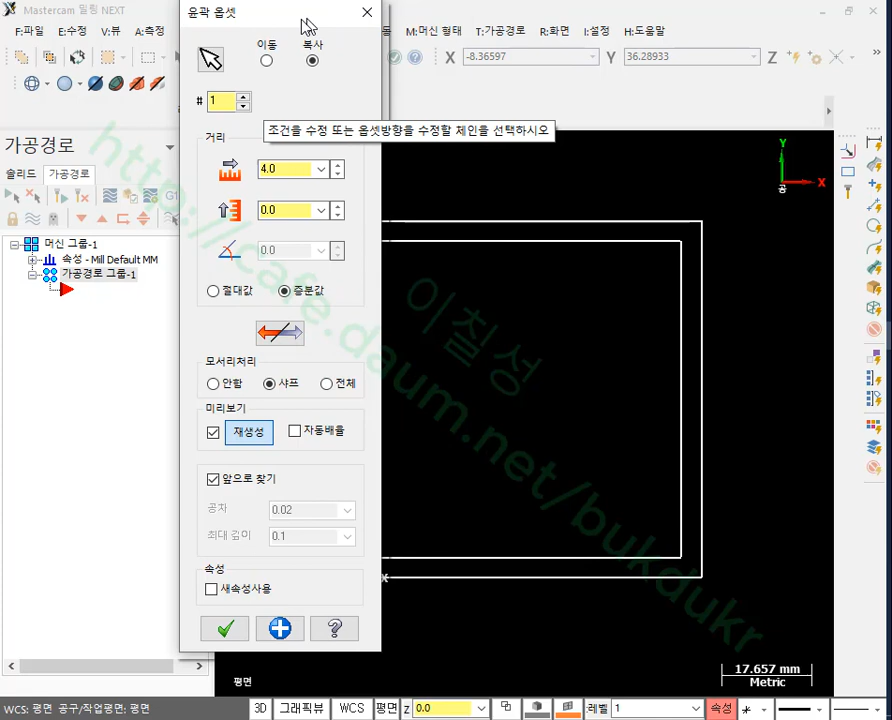 Mastercam 밀링 NEXT
윤곽 옵셋
F:파일
E:수정
V:뷰
A:측정
M:머신 형태
T:가공경로
R:화면
I:설정
H:도움말
이동
복사
X -8.36597
Y 36.28933
Z
# 1
조건을 수정 또는 옵셋방향을 수정할 체인을 선택하시오
가공경로
솔리드
가공경로
G1
거리
4.0
0.0
0.0
절대값
증분값
머신 그룹-1
속성 - Mill Default MM
가공경로 그룹-1
Y
X
공
모서리처리
안함
샤프
전체
미리보기
재생성
자동배율
앞으로 찾기
공차
0.02
최대 깊이
0.1
속성
새속성사용
평면
17.657 mm
Metric
WCS: 평면 공구/작업평면: 평면
3D
그래픽뷰
WCS
평면
Z 0.0
레벨 1
속성
http://cafe.daum.net/bukdukr
이칠성